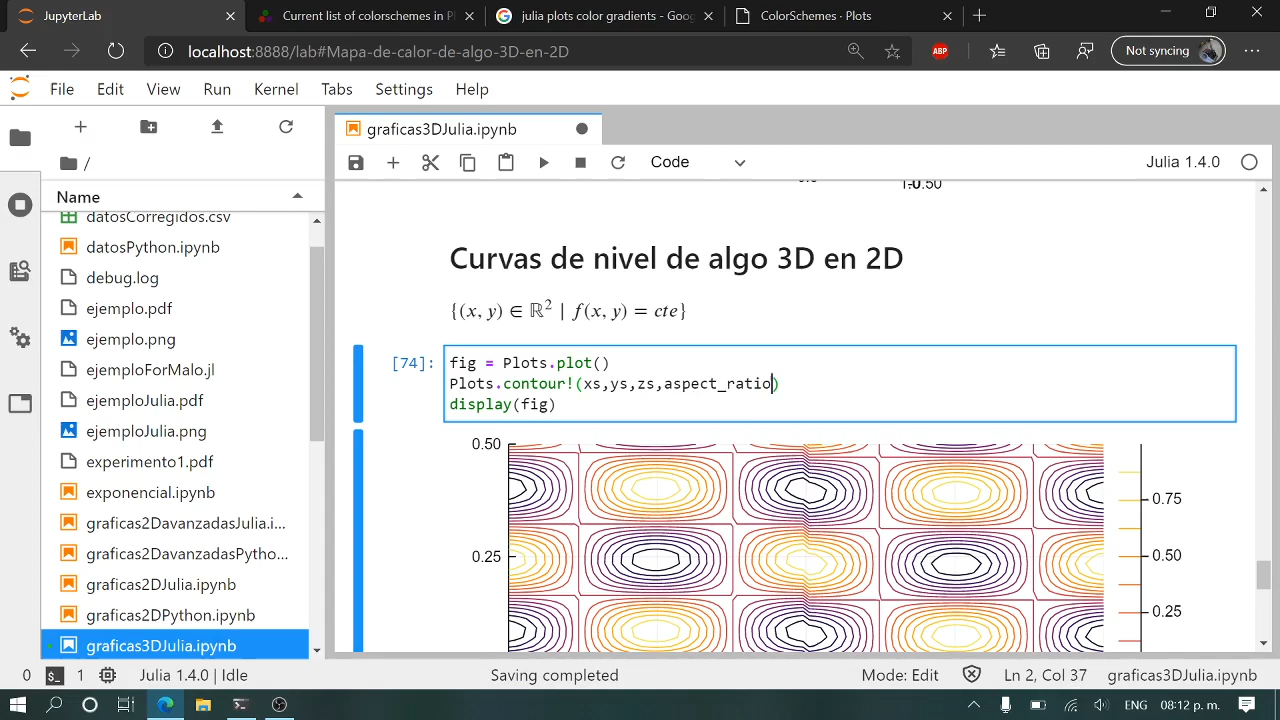 JupyterLab
Current list of colorschemes in Pl
julia plots color gradients - Goog
ColorSchemes · Plots
localhost:8888/lab#Mapa-de-calor-de-algo-3D-en-2D
ABP
Not syncing
File Edit View Run Kernel Tabs Settings Help
graficas3DJulia.ipynb
/
Code
Julia 1.4.0
Name
datosCorregidos.csv
datosPython.ipynb
debug.log
ejemplo.pdf
ejemplo.png
ejemploForMalo.jl
ejemploJulia.pdf
ejemploJulia.png
experimento1.pdf
exponencial.ipynb
graficas2DavanzadasJulia.i...
graficas2DavanzadasPytho...
graficas2DJulia.ipynb
graficas2DPython.ipynb
graficas3DJulia.ipynb
Curvas de nivel de algo 3D en 2D
{(x, y) ∈ ℝ² | f(x, y) = cte}
[74]:
fig = Plots.plot()
Plots.contour!(xs,ys,zs,aspect_ratio)
display(fig)
0.50
0.25
0.75
0.50
0.25
0
$_
1
Julia 1.4.0 | Idle
Saving completed
Mode: Edit
Ln 2, Col 37
graficas3DJulia.ipynb
ENG
08:12 p. m.